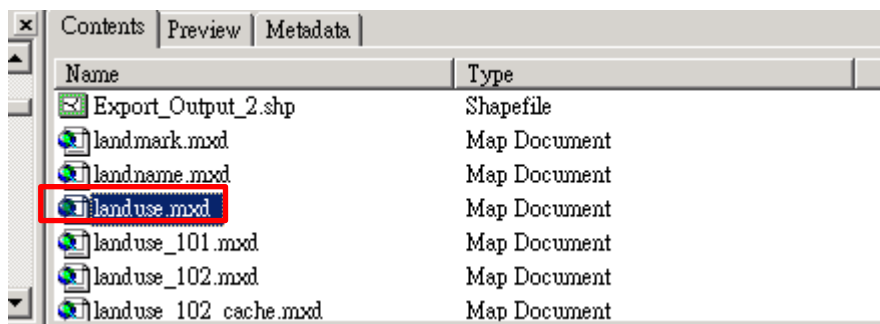 Contents Preview Metadata
Name Type
Export_Output_2.shp Shapefile
landmark.mxd Map Document
landname.mxd Map Document
landuse.mxd Map Document
landuse_101.mxd Map Document
landuse_102.mxd Map Document
landuse_102_cache.mxd Map Document